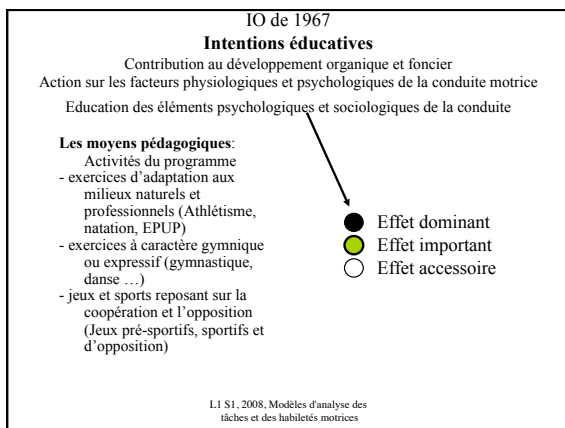 IO de 1967
Intentions éducatives
Contribution au développement organique et foncier
Action sur les facteurs physiologiques et psychologiques de la conduite motrice
Education des éléments psychologiques et sociologiques de la conduite
Les moyens pédagogiques:
Activités du programme
- exercices d'adaptation aux
milieux naturels et
professionnels (Athlétisme,
natation, EPUP)
- exercices à caractère gymnique
ou expressif (gymnastique,
danse …)
- jeux et sports reposant sur la
coopération et l'opposition
(Jeux pré-sportifs, sportifs et
d'opposition)
Effet dominant
Effet important
Effet accessoire
L1 S1, 2008, Modèles d'analyse des
tâches et des habiletés motrices